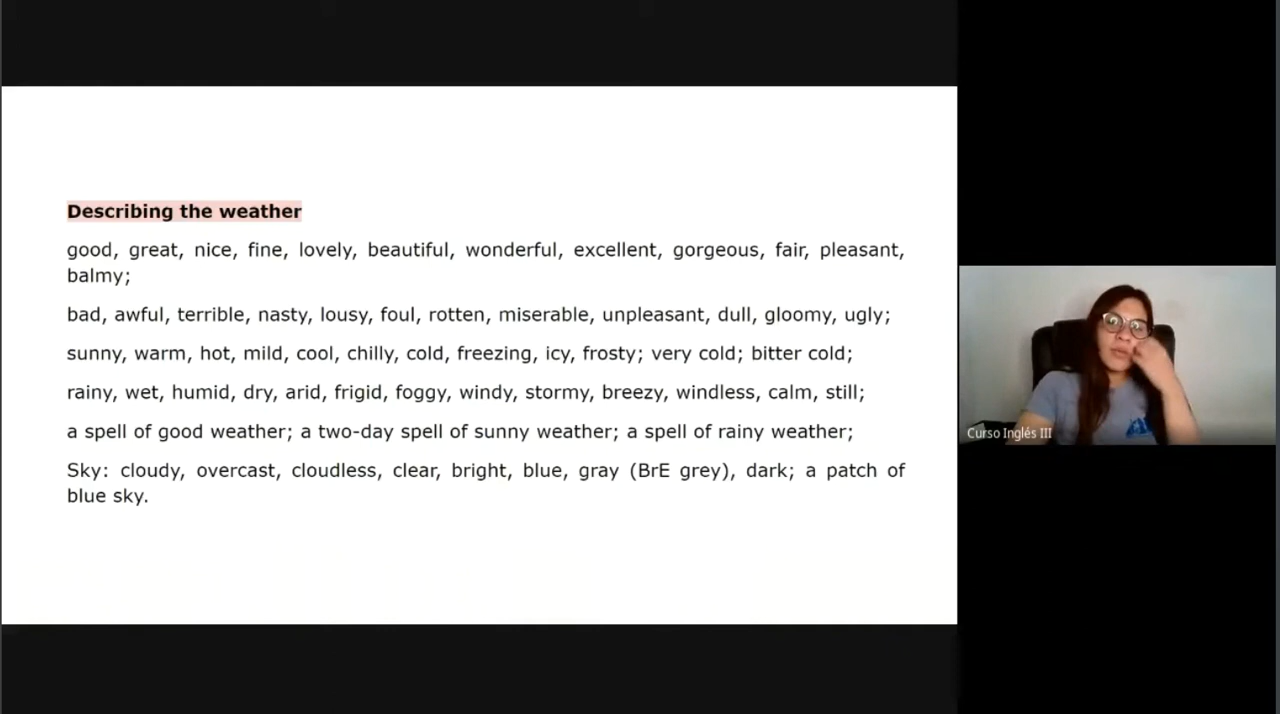 Describing the weather
good, great, nice, fine, lovely, beautiful, wonderful, excellent, gorgeous, fair, pleasant,
balmy;
bad, awful, terrible, nasty, lousy, foul, rotten, miserable, unpleasant, dull, gloomy, ugly;
sunny, warm, hot, mild, cool, chilly, cold, freezing, icy, frosty; very cold; bitter cold;
rainy, wet, humid, dry, arid, frigid, foggy, windy, stormy, breezy, windless, calm, still;
a spell of good weather; a two-day spell of sunny weather; a spell of rainy weather;
Sky: cloudy, overcast, cloudless, clear, bright, blue, gray (BrE grey), dark; a patch of
blue sky.
Curso Inglés III